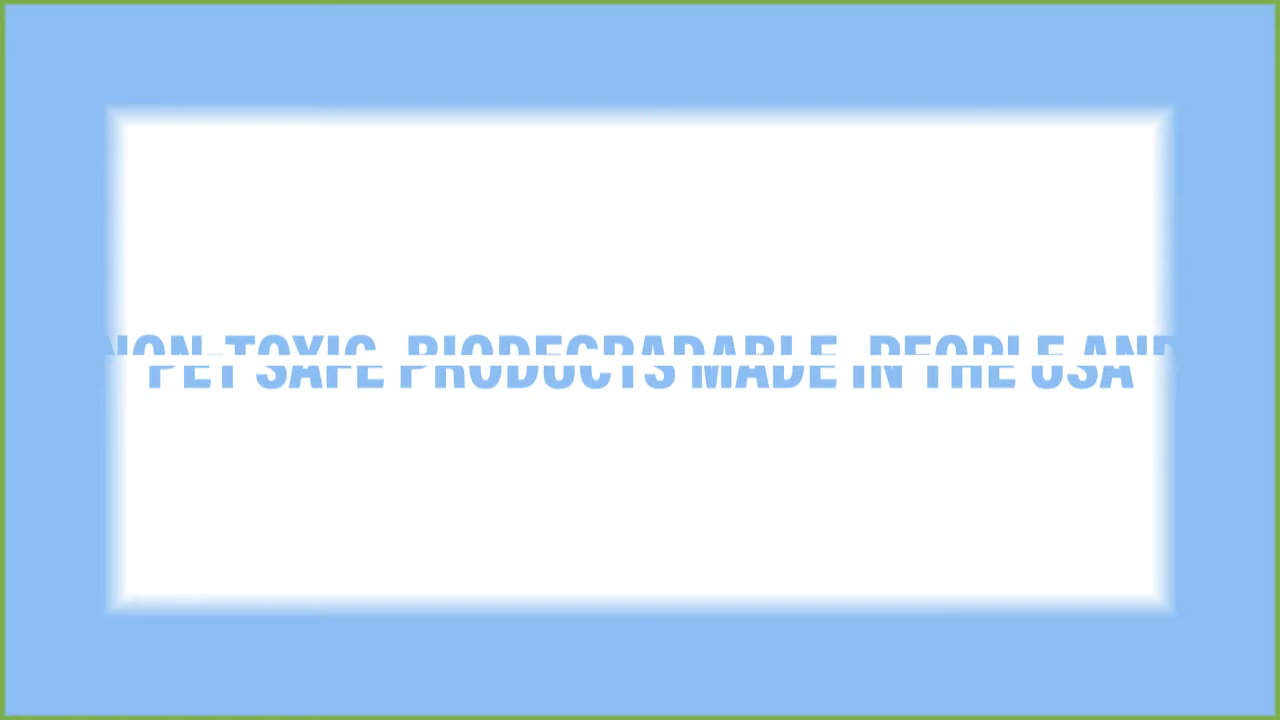 NON-TOXIC, BIODEGRADABLE, PEOPLE AND
PET SAFE PRODUCTS MADE IN THE USA